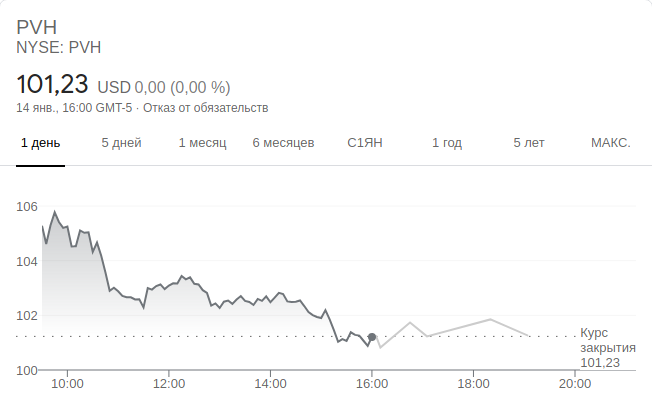 PVH
NYSE: PVH
101,23 USD 0,00 (0,00 %)
14 янв., 16:00 GMT-5 · Отказ от обязательств
1 день 5 дней 1 месяц 6 месяцев С1ЯН 1 год 5 лет МАКС.
106
104
102
Курс
закрытия
101,23
100
10:00 12:00 14:00 16:00 18:00 20:00